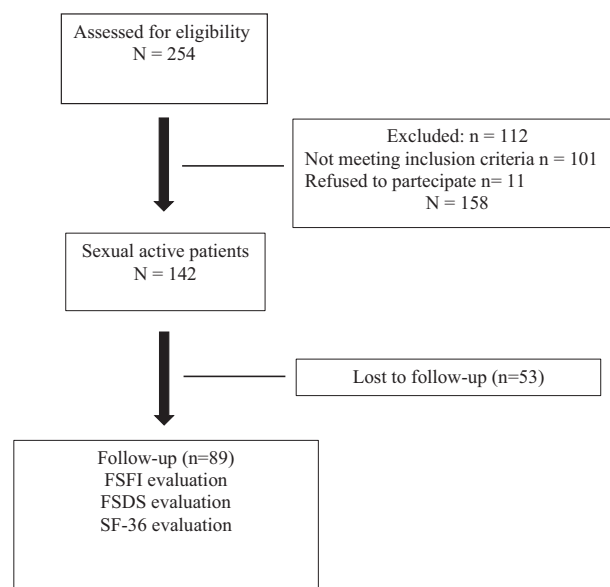 Assessed for eligibility
N = 254
Excluded: n = 112
Not meeting inclusion criteria n = 101
Refused to partecipate n= 11
N = 158
Sexual active patients
N = 142
Lost to follow-up (n=53)
Follow-up (n=89)
FSFI evaluation
FSDS evaluation
SF-36 evaluation